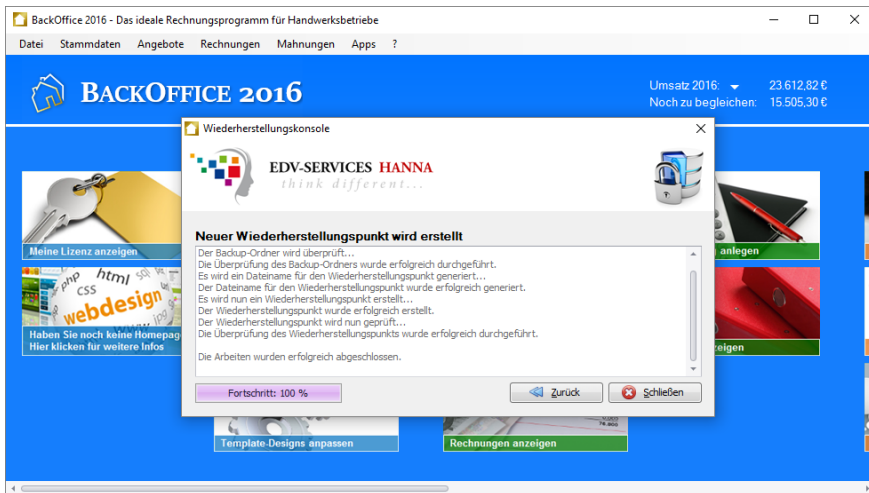 BackOffice 2016 - Das ideale Rechnungsprogramm für Handwerksbetriebe
Datei Stammdaten Angebote Rechnungen Mahnungen Apps ?
BACKOFFICE 2016
Umsatz 2016: 23.612,82 €
Noch zu begleichen: 15.505,30 €
Wiederherstellungskonsole
EDV-SERVICES HANNA
think different...
Neuer Wiederherstellungspunkt wird erstellt
Der Backup-Ordner wird überprüft...
Die Überprüfung des Backup-Ordners wurde erfolgreich durchgeführt.
Es wird ein Dateiname für den Wiederherstellungspunkt generiert...
Der Dateiname für den Wiederherstellungspunkt wurde erfolgreich generiert.
Es wird nun ein Wiederherstellungspunkt erstellt...
Der Wiederherstellungspunkt wurde erfolgreich erstellt.
Der Wiederherstellungspunkt wird nun geprüft...
Die Überprüfung des Wiederherstellungspunkts wurde erfolgreich durchgeführt.
Die Arbeiten wurden erfolgreich abgeschlossen.
Fortschritt: 100 %
Zurück
Schließen
Meine Lizenz anzeigen
anlegen
php html sql
css
webdesign
jpg
Haben Sie noch keine Homepag
Hier klicken für weitere Infos
zeigen
Template-Designs anpassen
Rechnungen anzeigen